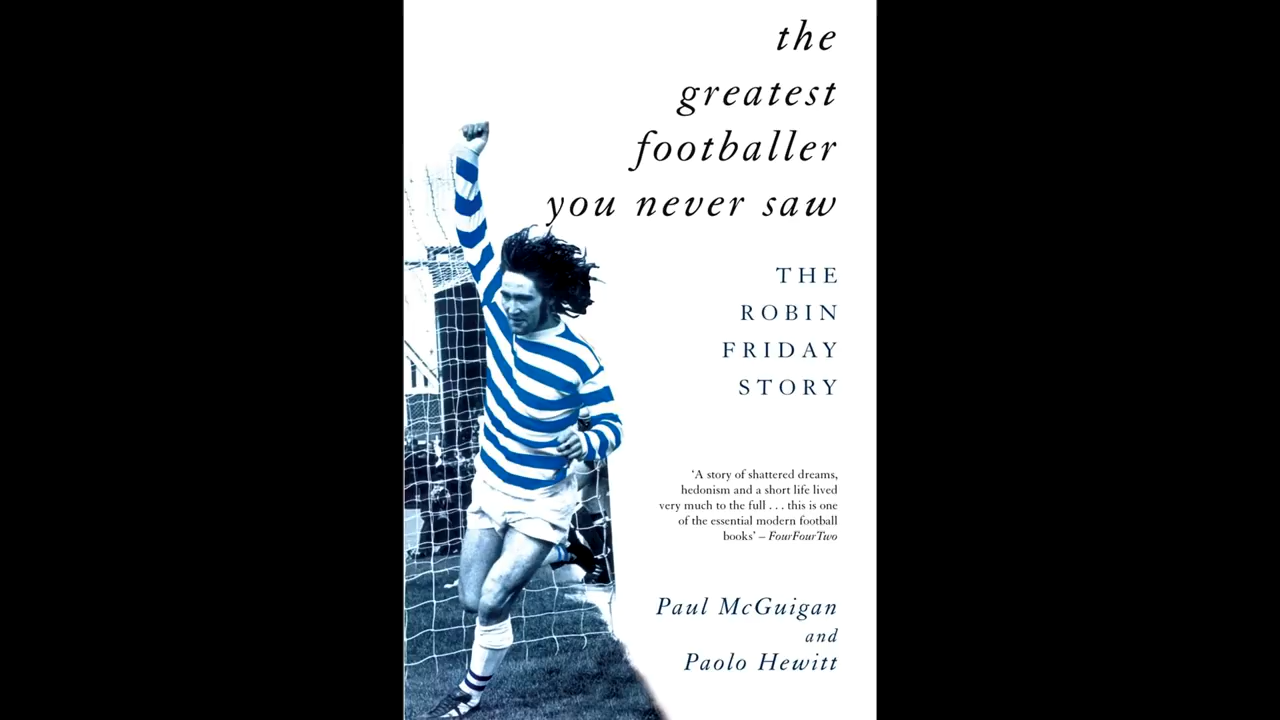 the
greatest
footballer
you never saw
THE
ROBIN
FRIDAY
STORY
‘A story of shattered dreams,
hedonism and a short life lived
very much to the full . . . this is one
of the essential modern football
books’ – FourFourTwo
Paul McGuigan
and
Paolo Hewitt